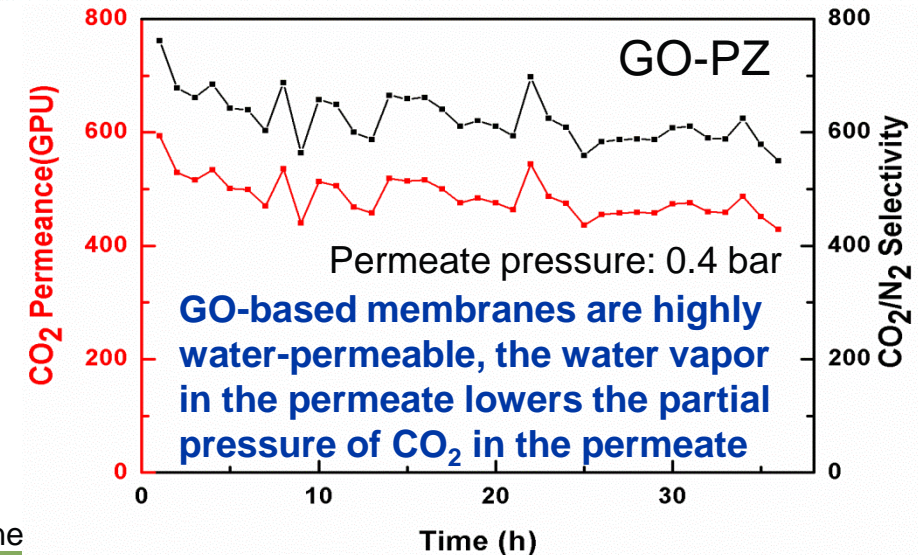 800
600
400
200
0
CO2 Permeance(GPU)
GO-PZ
Permeate pressure: 0.4 bar
GO-based membranes are highly
water-permeable, the water vapor
in the permeate lowers the partial
pressure of CO2 in the permeate
800
600
400
200
0
CO2/N2 Selectivity
0 10 20 30
Time (h)